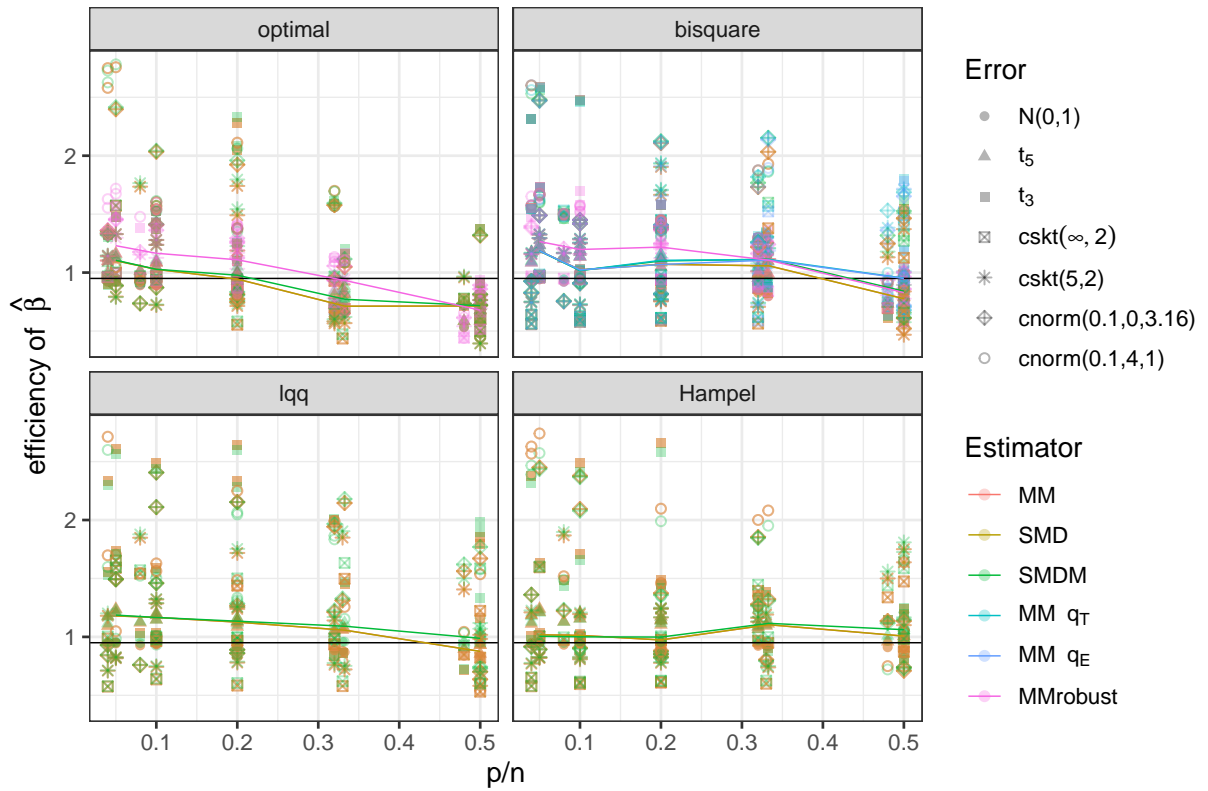 optimal
bisquare
2
1
lqq
Hampel
2
1
0.1 0.2 0.3 0.4 0.5
0.1 0.2 0.3 0.4 0.5
p/n
efficiency of β̂
Error
N(0,1)
t₅
t₃
cskt(∞, 2)
cskt(5,2)
cnorm(0.1,0,3.16)
cnorm(0.1,4,1)
Estimator
MM
SMD
SMDM
MM q_T
MM q_E
MMrobust